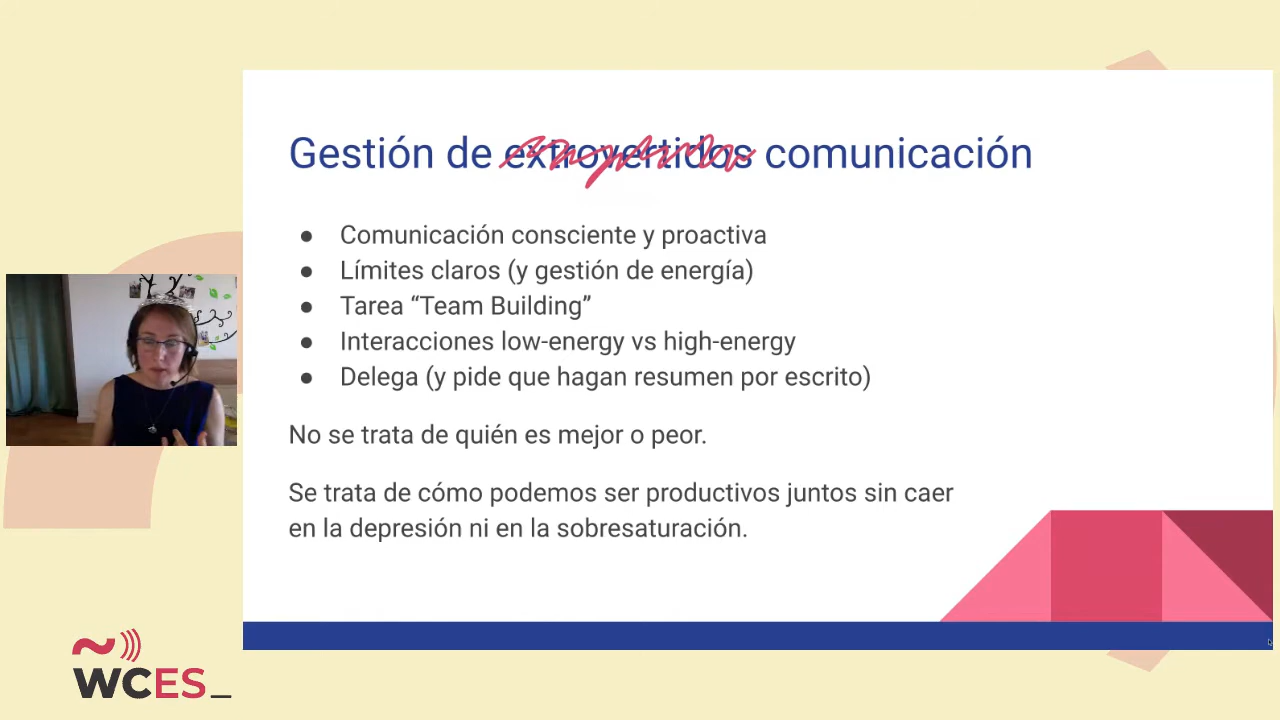 Gestión de extrovertidos comunicación
● Comunicación consciente y proactiva
● Límites claros (y gestión de energía)
● Tarea “Team Building”
● Interacciones low-energy vs high-energy
● Delega (y pide que hagan resumen por escrito)
No se trata de quién es mejor o peor.
Se trata de cómo podemos ser productivos juntos sin caer
en la depresión ni en la sobresaturación.
WCES_